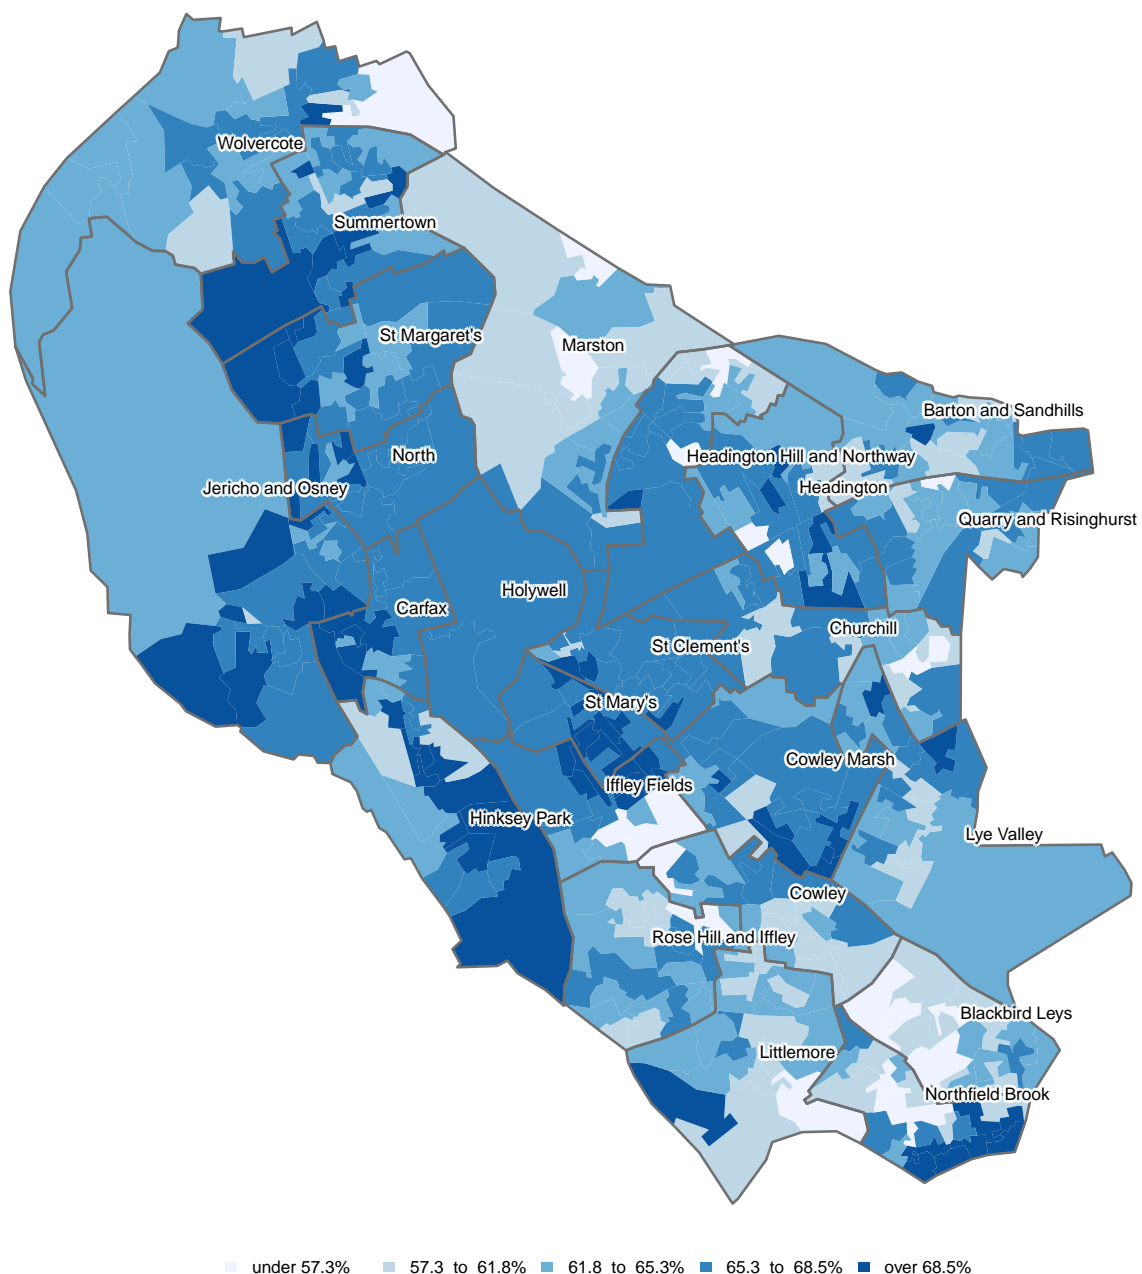 Wolvercote
Summertown
St Margaret's
Marston
Barton and Sandhills
North
Headington Hill and Northway
Jericho and Osney
Headington
Quarry and Risinghurst
Holywell
Carfax
Churchill
St Clement's
St Mary's
Cowley Marsh
Iffley Fields
Hinksey Park
Lye Valley
Cowley
Rose Hill and Iffley
Blackbird Leys
Littlemore
Northfield Brook
under 57.3% 57.3 to 61.8% 61.8 to 65.3% 65.3 to 68.5% over 68.5%